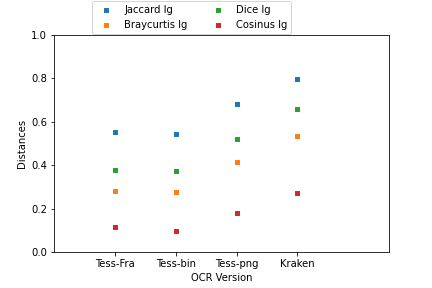 Jaccard lg Dice lg
Braycurtis lg Cosinus lg
1.0
0.8
0.6
0.4
0.2
0.0
Distances
Tess-Fra Tess-bin Tess-png Kraken
OCR Version